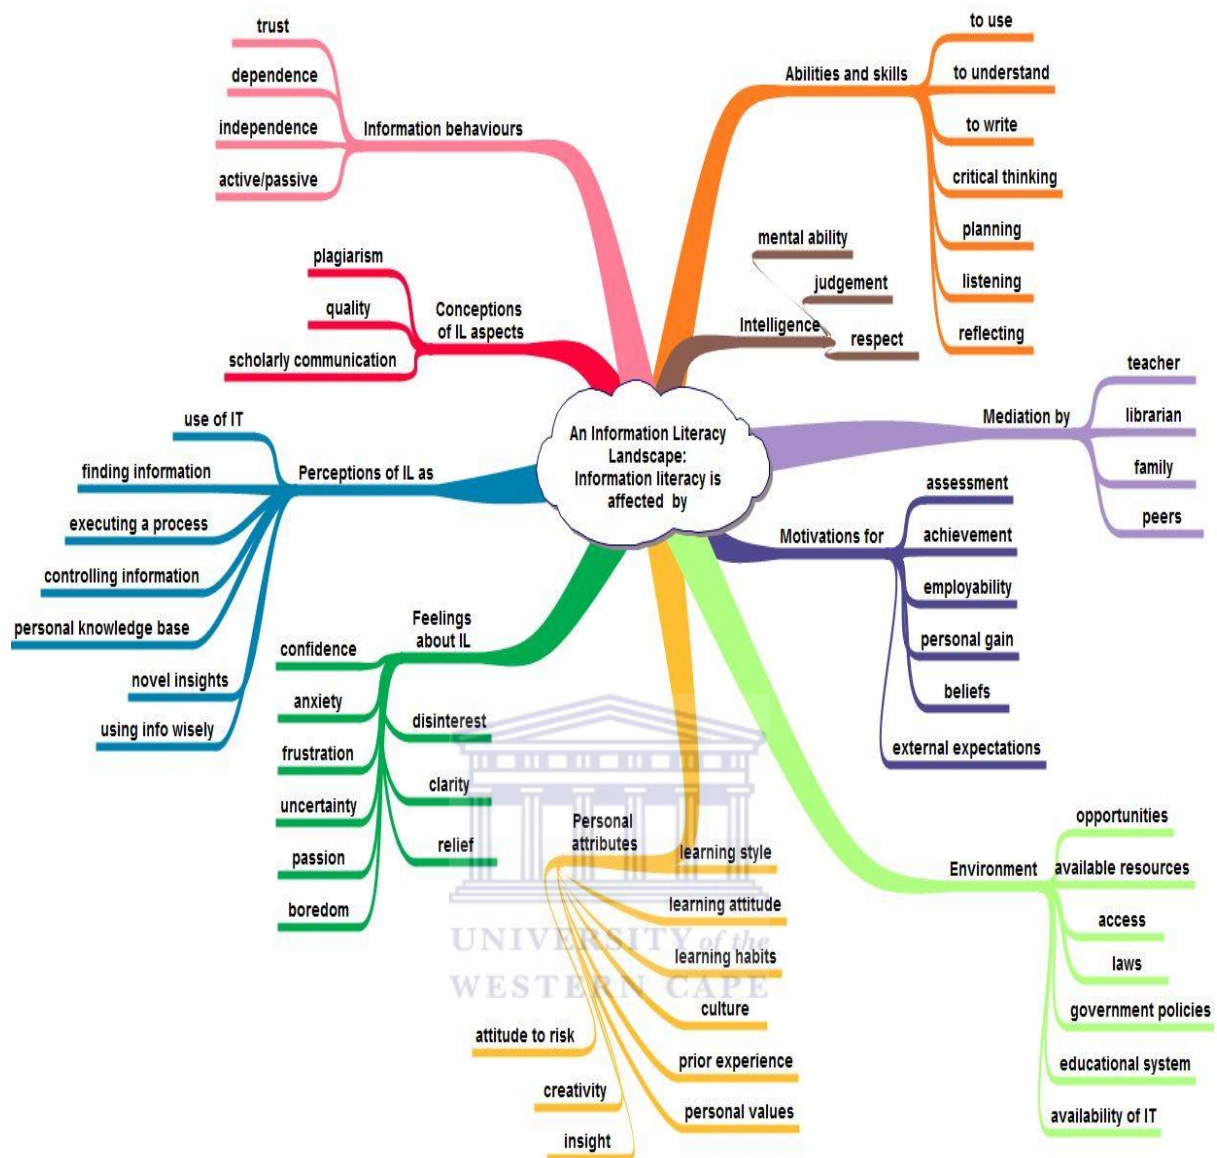 An Information Literacy
Landscape:
Information literacy is
affected by
Information behaviours
trust
dependence
independence
active/passive
Conceptions
of IL aspects
plagiarism
quality
scholarly communication
Perceptions of IL as
use of IT
finding information
executing a process
controlling information
personal knowledge base
novel insights
using info wisely
Feelings
about IL
confidence
anxiety
frustration
uncertainty
passion
boredom
disinterest
clarity
relief
Personal
attributes
learning style
learning attitude
learning habits
culture
prior experience
personal values
attitude to risk
creativity
insight
Abilities and skills
to use
to understand
to write
critical thinking
planning
listening
reflecting
Intelligence
mental ability
judgement
respect
Mediation by
teacher
librarian
family
peers
Motivations for
assessment
achievement
employability
personal gain
beliefs
external expectations
Environment
opportunities
available resources
access
laws
government policies
educational system
availability of IT
UNIVERSITY of the
WESTERN CAPE